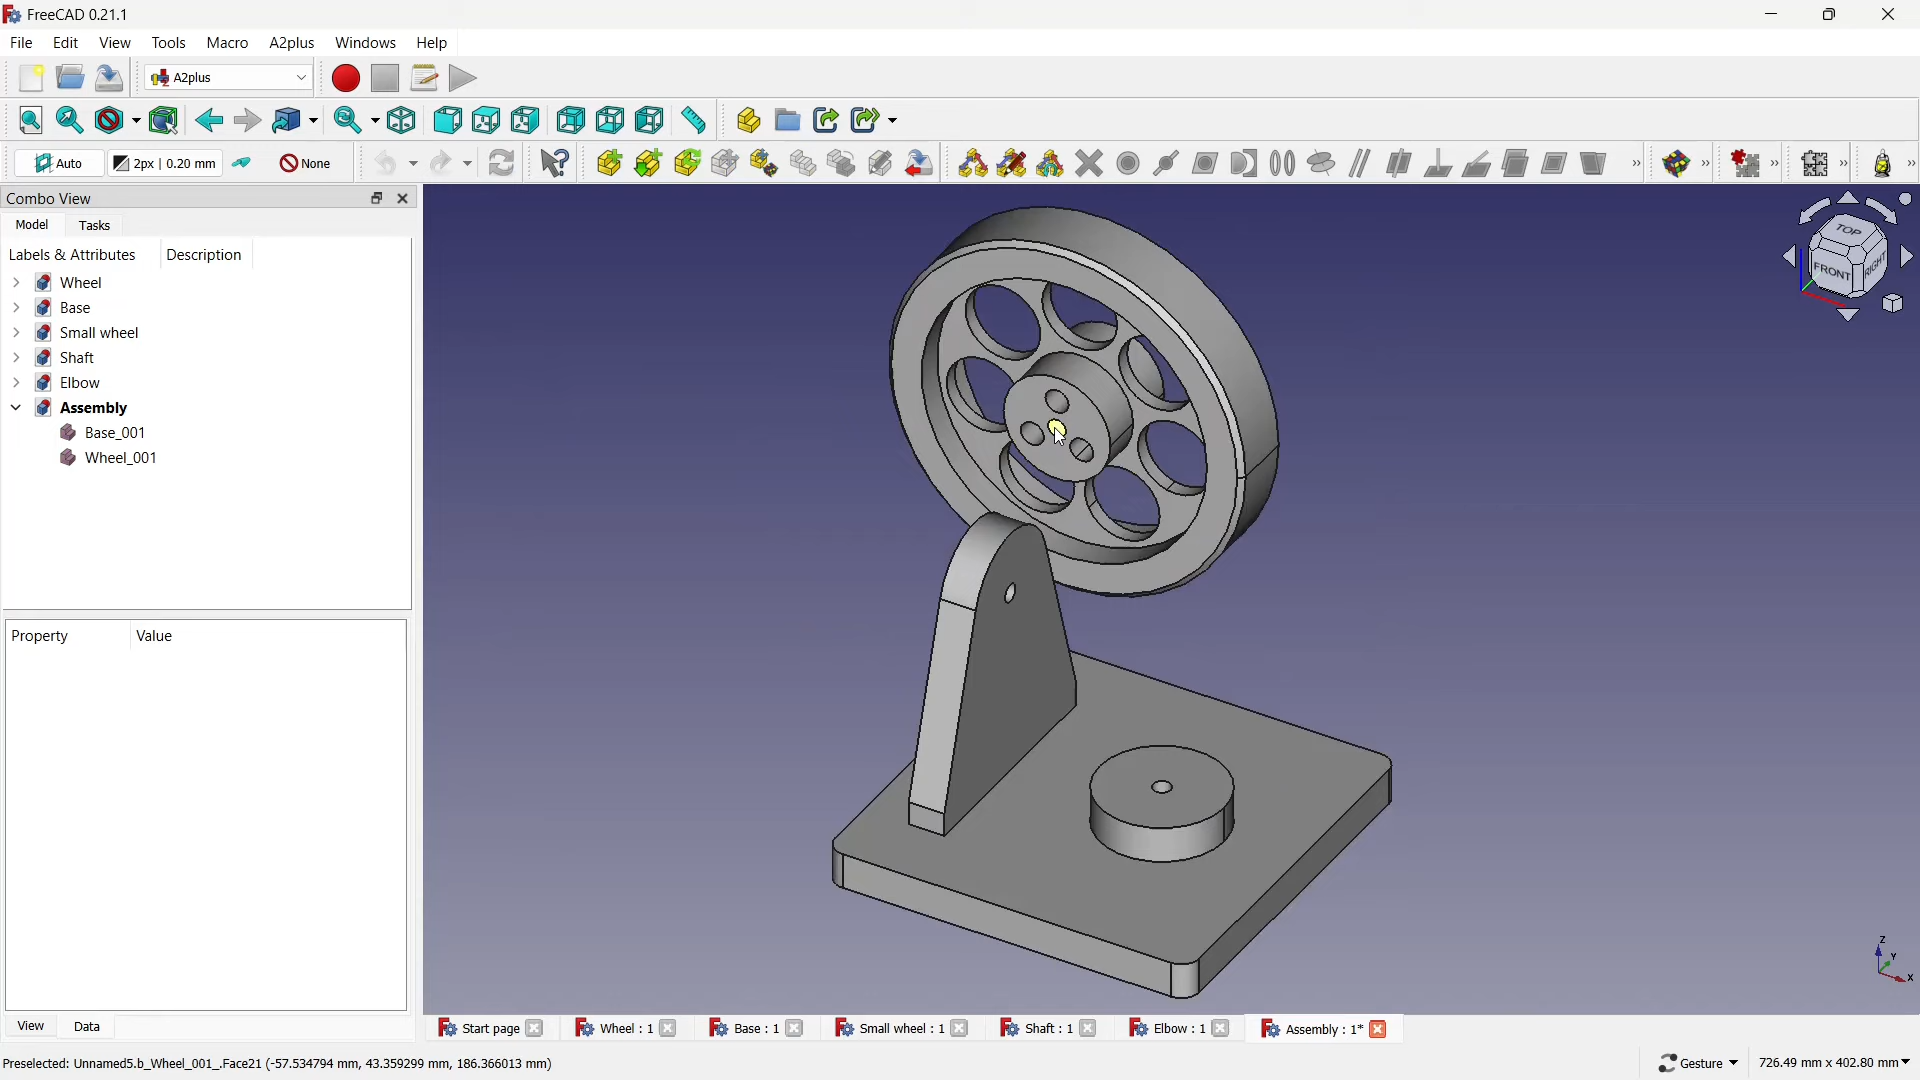 FreeCAD 0.21.1
File Edit View Tools Macro A2plus Windows Help
A2plus
Auto 2px | 0.20 mm None
Combo View
Model Tasks
Labels & Attributes Description
Wheel
Base
Small wheel
Shaft
Elbow
Assembly
Base_001
Wheel_001
TOP
FRONT RIGHT
Property Value
Z
Y
X
View Data
Start page Wheel : 1 Base : 1 Small wheel : 1 Shaft : 1 Elbow : 1 Assembly : 1*
Preselected: Unnamed5.b_Wheel_001_.Face21 (-57.534794 mm, 43.359299 mm, 186.366013 mm)
Gesture 726.49 mm x 402.80 mm